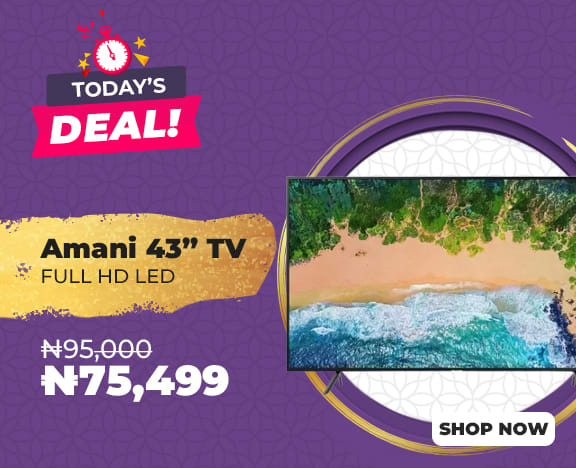 TODAY'S
DEAL!
Amani 43” TV
FULL HD LED
₦95,000
₦75,499
SHOP NOW